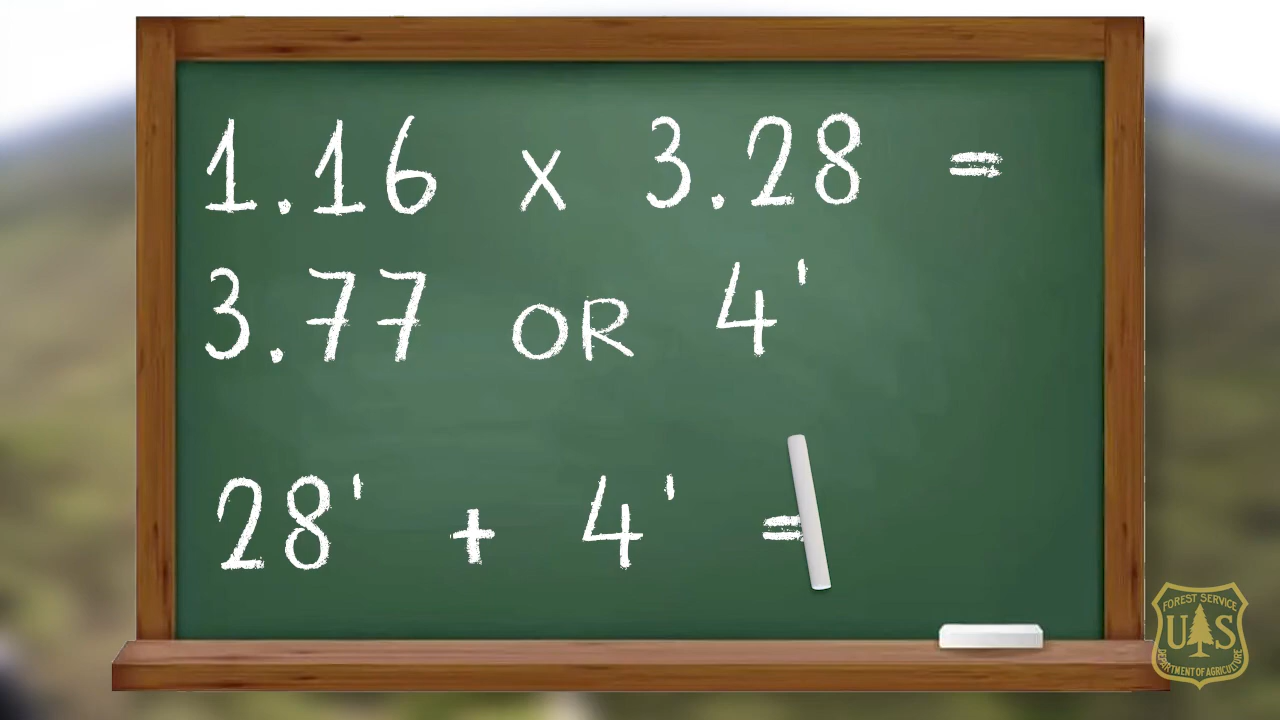 1.16 x 3.28 =
3.77 OR 4'
28' + 4' =
FOREST SERVICE
U S
DEPARTMENT OF AGRICULTURE